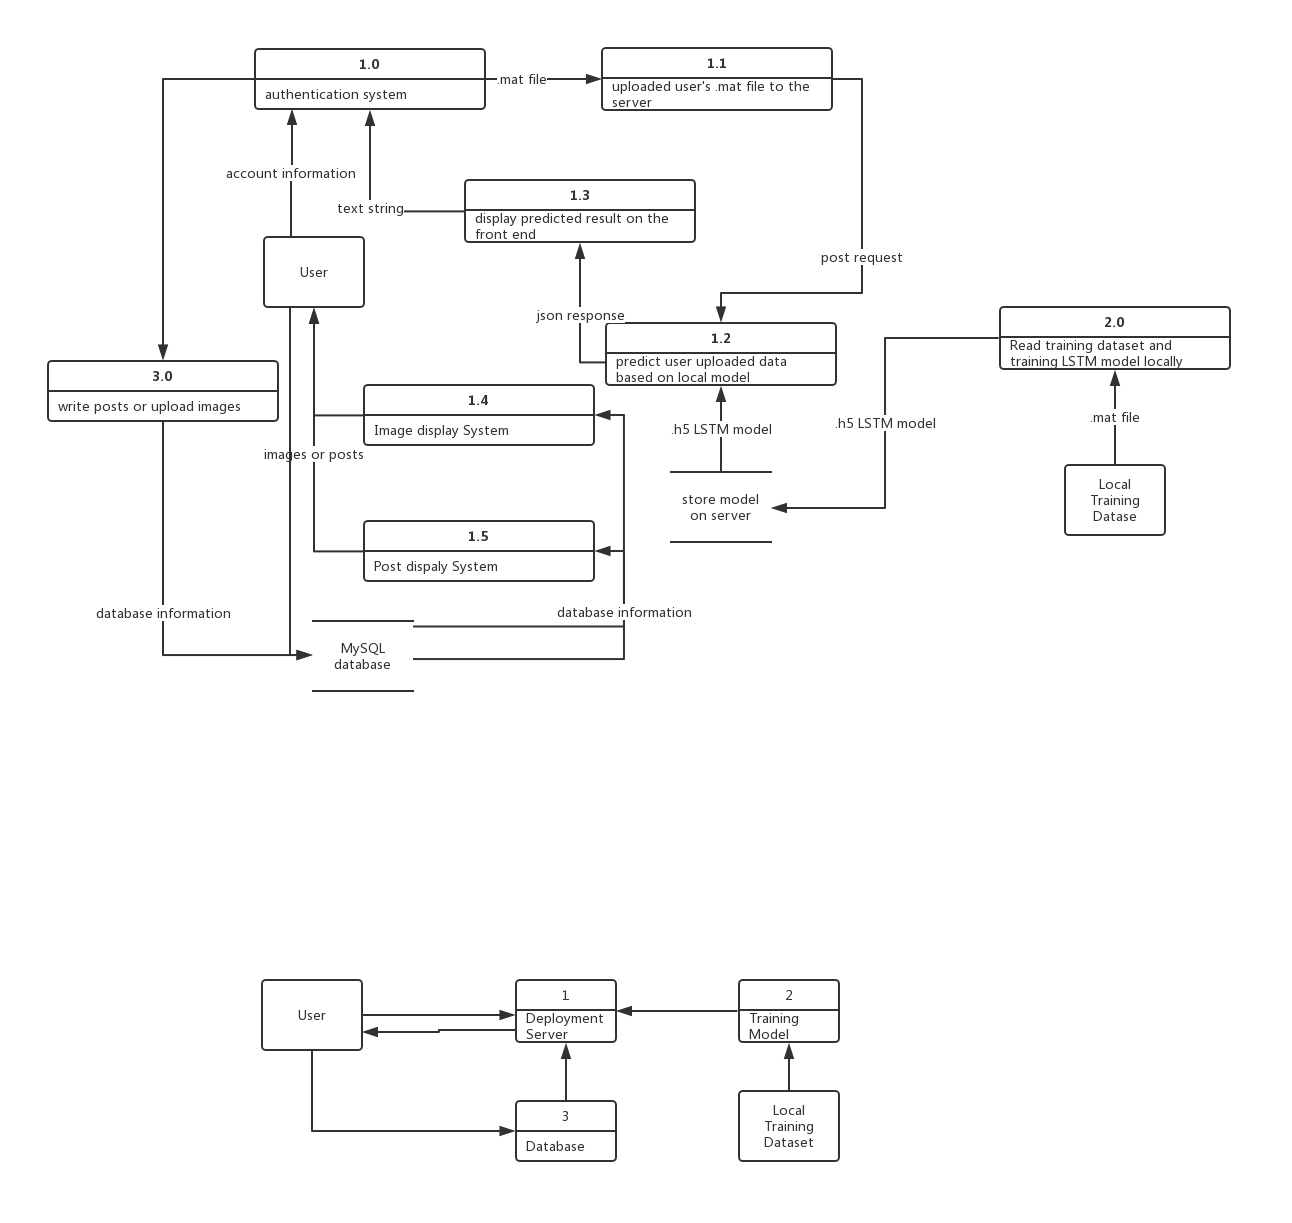 1.0
authentication system
.mat file
1.1
uploaded user's .mat file to the
server
account information
text string
1.3
display predicted result on the
front end
User
post request
json response
1.2
predict user uploaded data
based on local model
2.0
Read training dataset and
training LSTM model locally
3.0
write posts or upload images
1.4
Image display System
.h5 LSTM model
.h5 LSTM model
.mat file
images or posts
store model
on server
Local
Training
Datase
1.5
Post dispaly System
database information
database information
MySQL
database
User
1
Deployment
Server
2
Training
Model
3
Database
Local
Training
Dataset